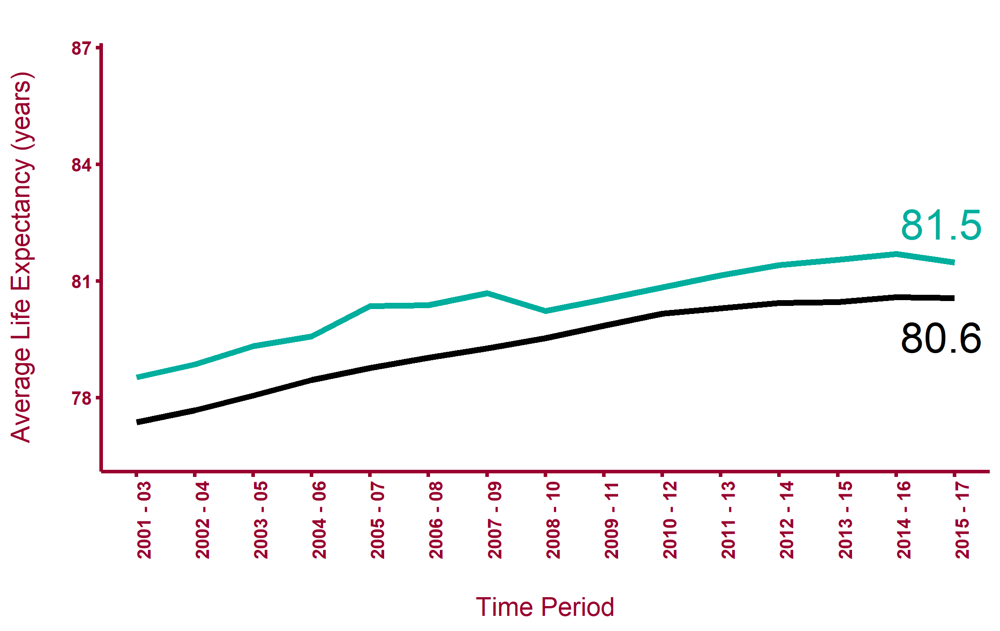 Average Life Expectancy (years)
87
84
81
78
81.5
80.6
2001 - 03
2002 - 04
2003 - 05
2004 - 06
2005 - 07
2006 - 08
2007 - 09
2008 - 10
2009 - 11
2010 - 12
2011 - 13
2012 - 14
2013 - 15
2014 - 16
2015 - 17
Time Period